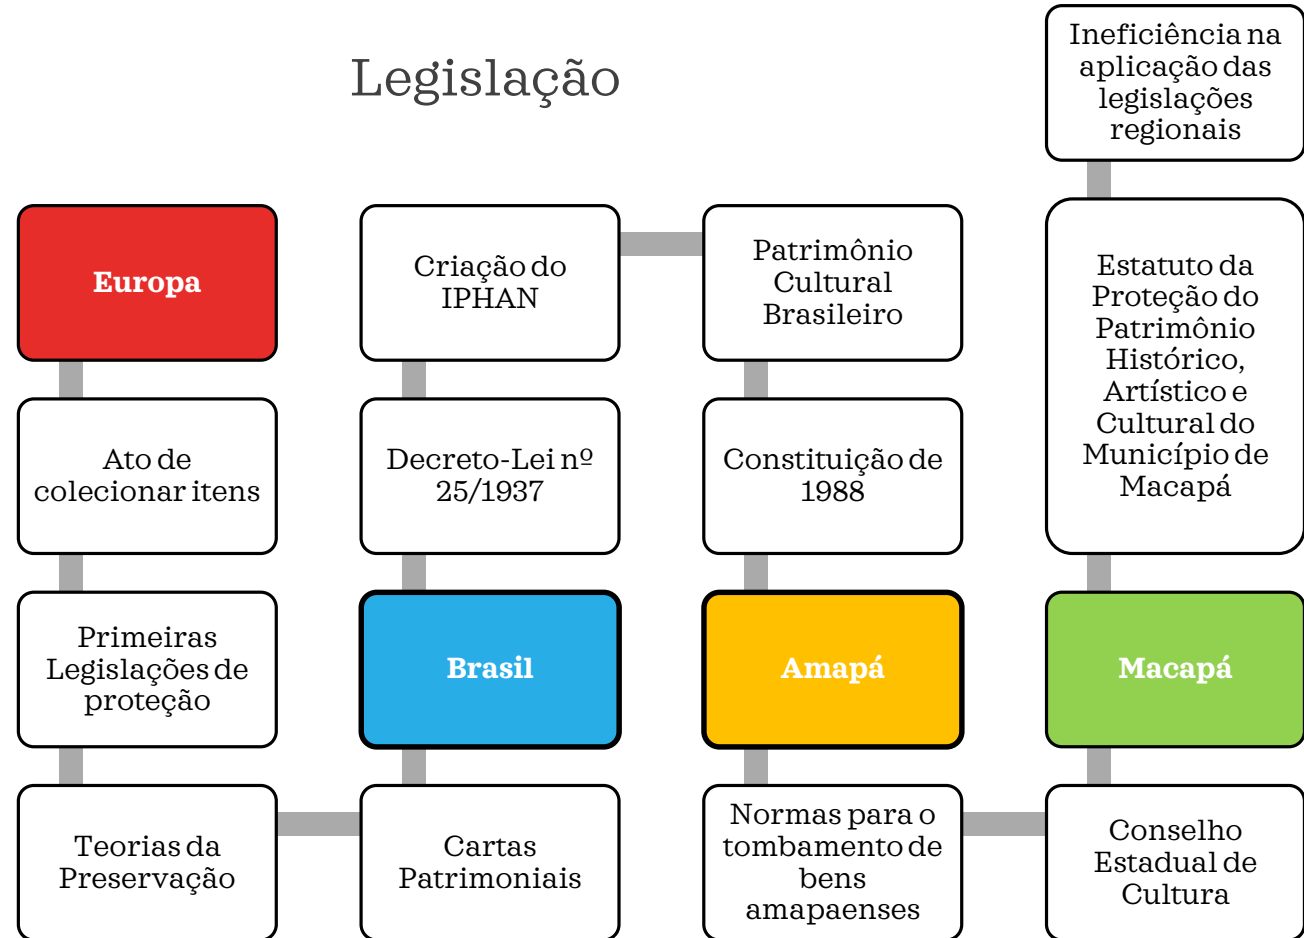 Legislação
Europa
Ato de
colecionar itens
Primeiras
Legislações de
proteção
Teorias da
Preservação
Cartas
Patrimoniais
Brasil
Decreto-Lei nº
25/1937
Criação do
IPHAN
Patrimônio
Cultural
Brasileiro
Constituição de
1988
Amapá
Normas para o
tombamento de
bens
amapaenses
Conselho
Estadual de
Cultura
Macapá
Estatuto da
Proteção do
Patrimônio
Histórico,
Artístico e
Cultural do
Município de
Macapá
Ineficiência na
aplicação das
legislações
regionais